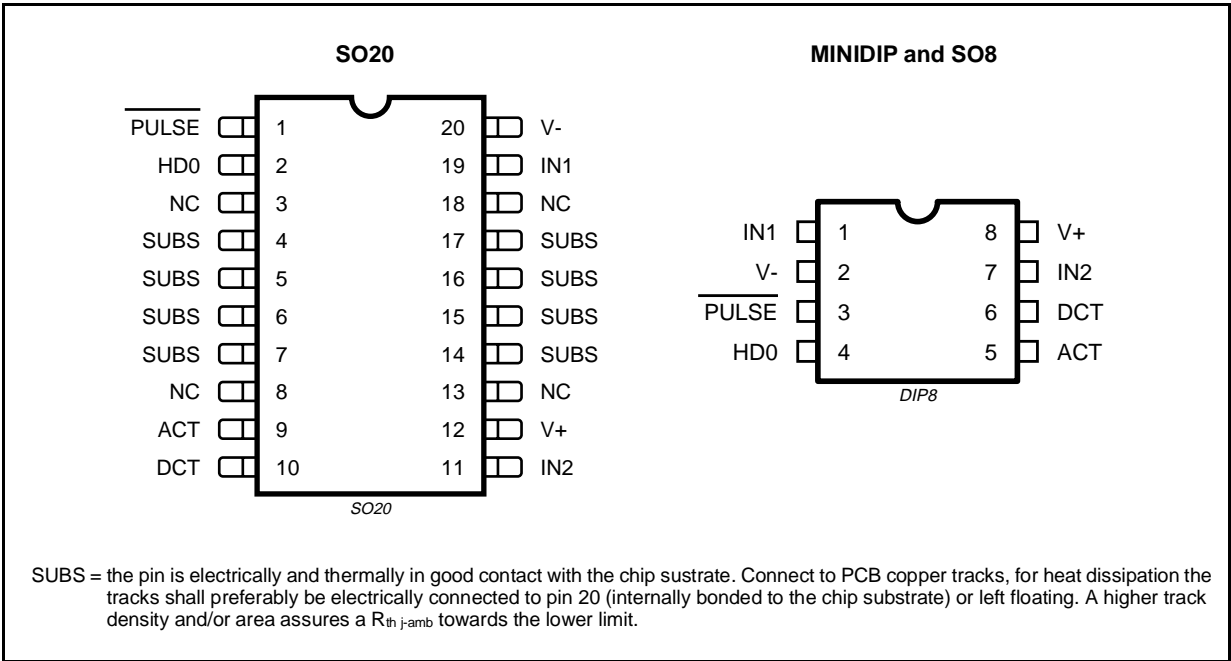 SO20
MINIDIP and SO8
PULSE 1 20 V-
HD0 2 19 IN1
NC 3 18 NC
SUBS 4 17 SUBS
SUBS 5 16 SUBS
SUBS 6 15 SUBS
SUBS 7 14 SUBS
NC 8 13 NC
ACT 9 12 V+
DCT 10 11 IN2
SO20
IN1 1 8 V+
V- 2 7 IN2
PULSE 3 6 DCT
HD0 4 5 ACT
DIP8
SUBS = the pin is electrically and thermally in good contact with the chip sustrate. Connect to PCB copper tracks, for heat dissipation the
tracks shall preferably be electrically connected to pin 20 (internally bonded to the chip substrate) or left floating. A higher track
density and/or area assures a Rth j-amb towards the lower limit.